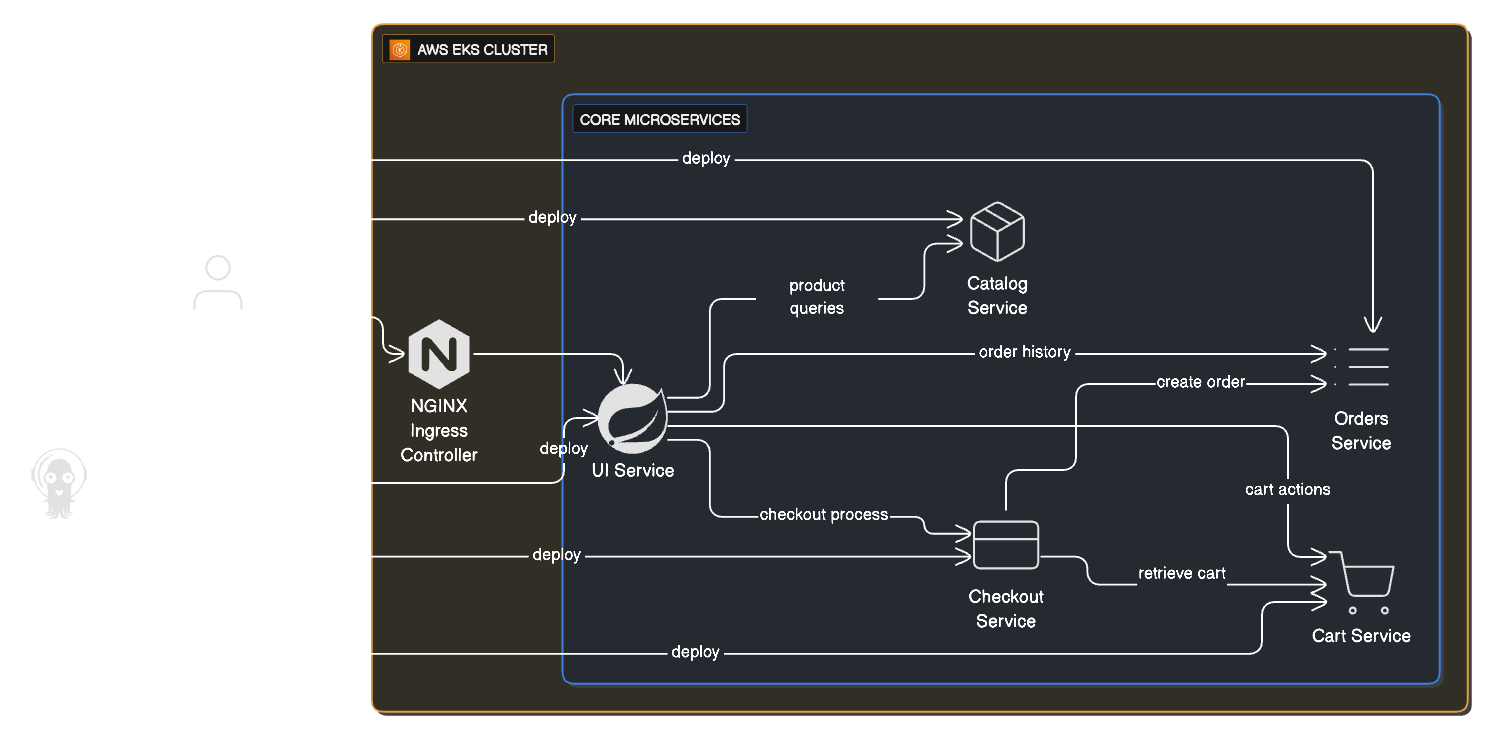 AWS EKS CLUSTER
CORE MICROSERVICES
deploy
deploy
product
queries
Catalog
Service
order history
create order
NGINX
Ingress
Controller
Orders
Service
deploy
UI Service
cart actions
checkout process
deploy
retrieve cart
Checkout
Service
Cart Service
deploy